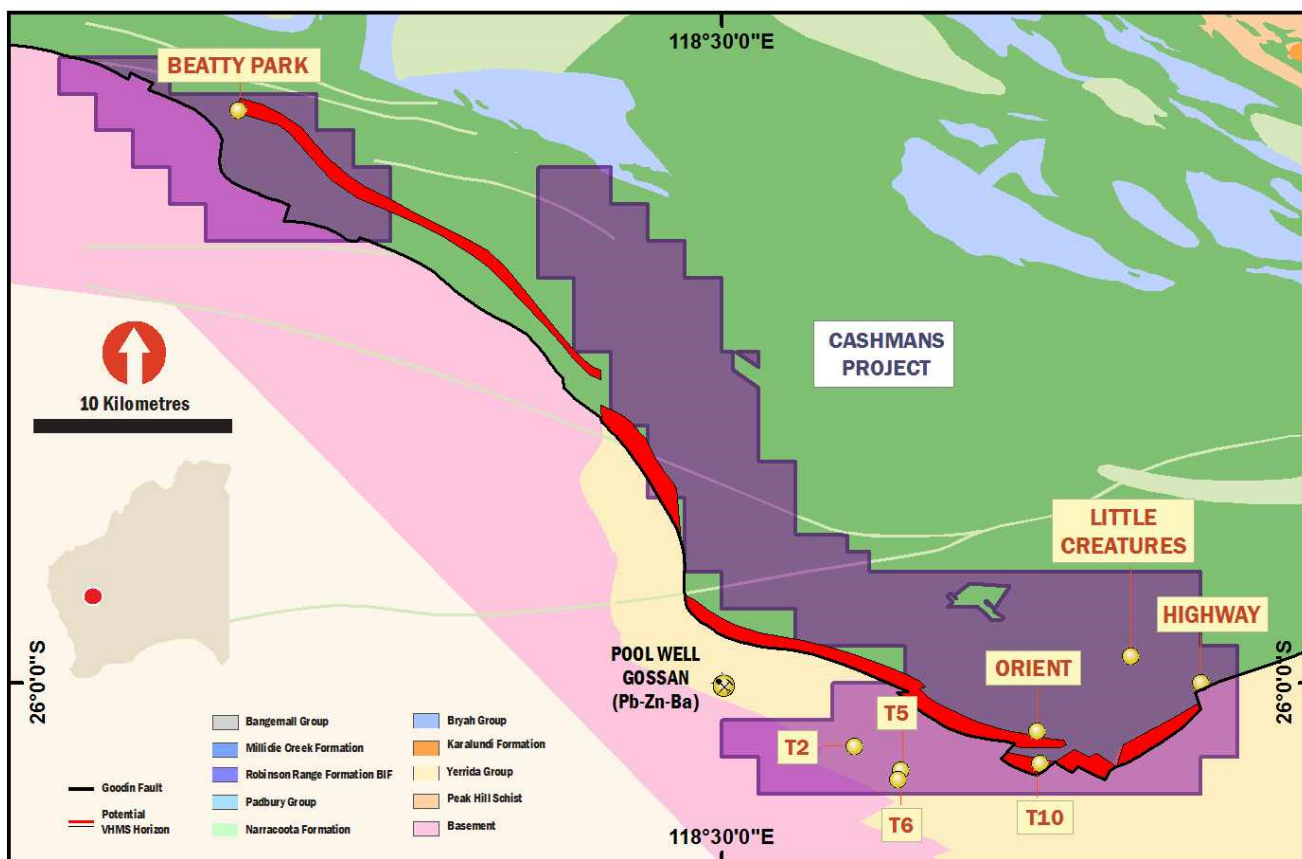 118°30'0"E
BEATTY PARK
CASHMANS
PROJECT
10 Kilometres
LITTLE
CREATURES
HIGHWAY
POOL WELL
GOSSAN
(Pb-Zn-Ba)
ORIENT
26°0'0"S
26°0'0"S
T5
T2
T6
T10
Goodin Fault
Potential
VHMS Horizon
Bangemall Group
Millidie Creek Formation
Robinson Range Formation BIF
Padbury Group
Narracoota Formation
Bryah Group
Karalundi Formation
Yerrida Group
Peak Hill Schist
Basement
118°30'0"E